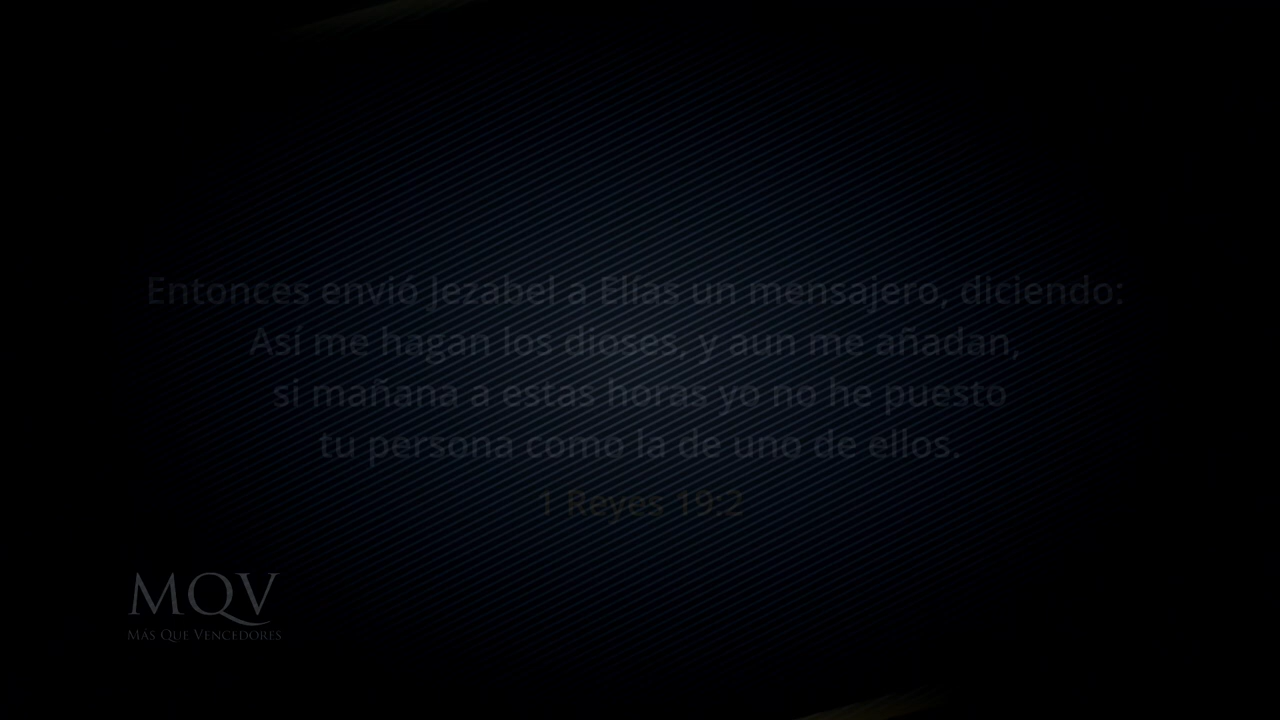 Entonces envió Jezabel a Elías un mensajero, diciendo:
Así me hagan los dioses, y aun me añadan,
si mañana a estas horas yo no he puesto
tu persona como la de uno de ellos.
1 Reyes 19:2
MQV
MÁS QUE VENCEDORES